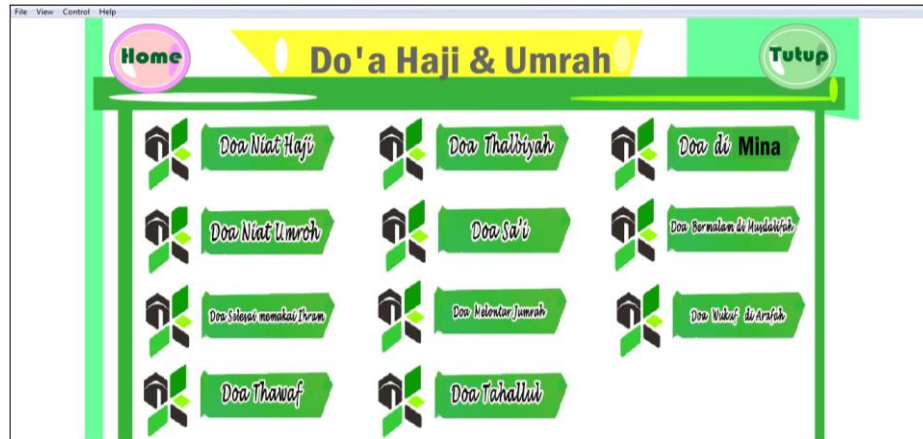 File View Control Help
Home
Do'a Haji & Umrah
Tutup
Doa Niat Haji
Doa Thalbiyah
Doa di Mina
Doa Niat Umroh
Doa Sa'i
Doa Bermalam di Musdalifah
Doa Selesai memakai Ihram
Doa Melontar Jumrah
Doa Wukuf di Arafah
Doa Thawaf
Doa Tahallul